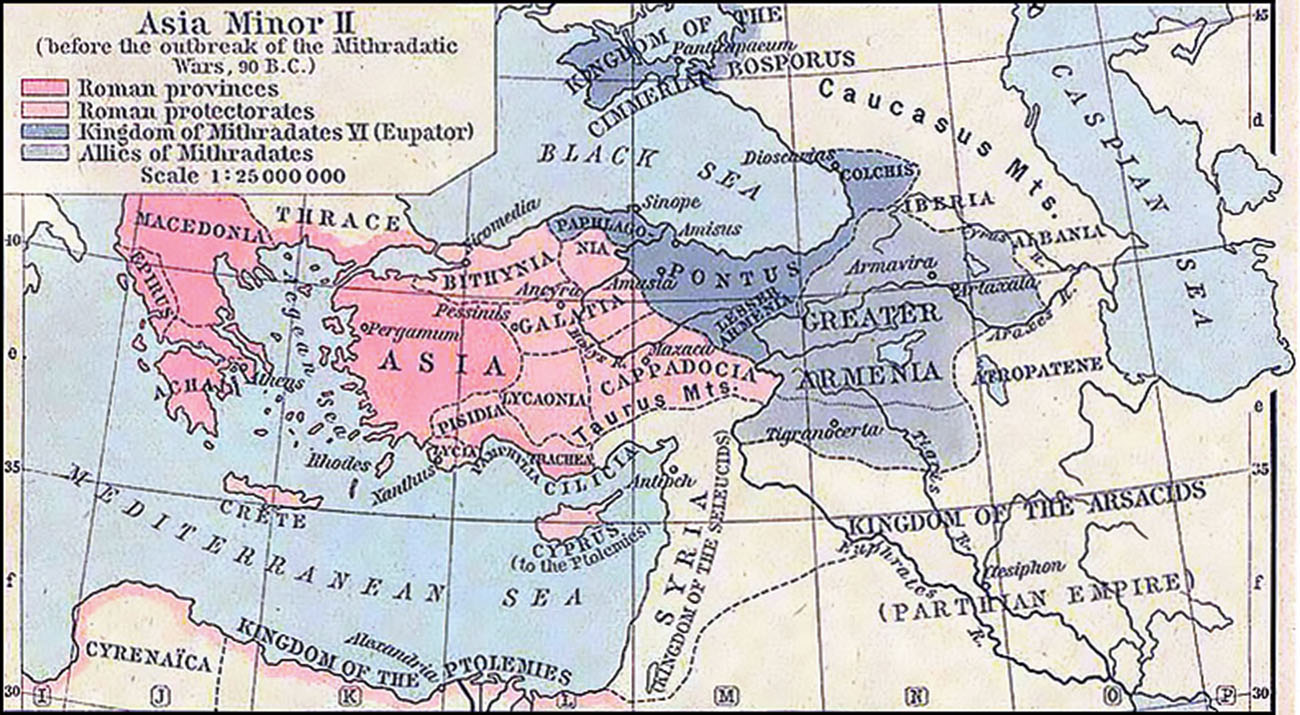 Asia Minor II
(before the outbreak of the Mithradatic
Wars, 90 B.C.)
Roman provinces
Roman protectorates
Kingdom of Mithradates VI (Eupator)
Allies of Mithradates
Scale 1:25 000 000
KINGDOM OF THE
Panticapaeum
CIMMERIAN BOSPORUS
45
d
Caucasus Mts.
CASPIAN SEA
BLACK SEA
Dioscurias
COLCHIS
IBERIA
Cyrus R.
ALBANIA
MACEDONIA
THRACE
Nicomedia
PAPHLAGONIA
Sinope
Amisus
EPIRUS
BITHYNIA
Ancyra
Amasia
PONTUS
Armavira
Artaxata
Araxes R.
Pergamum
Pessinus
GALATIA
Halys R.
LESSER
ARMENIA
GREATER
ARMENIA
ASIA
Mazaca
CAPPADOCIA
ATROPATENE
Aegean Sea
ACHAIA
Athens
PISIDIA
LYCAONIA
Taurus Mts.
e
Tigranocerta
Tigris R.
Rhodes
Xanthus
LYCIA
PAMPHYLIA
TRACHEA
CILICIA
Antioch
35
35
CRETE
CYPRUS
(to the Ptolemies)
SYRIA
(KINGDOM OF THE SELEUCIDS)
KINGDOM OF THE ARSACIDS
(PARTHIAN EMPIRE)
Euphrates R.
Ctesiphon
MEDITERRANEAN SEA
f
f
CYRENAÏCA
KINGDOM OF THE PTOLEMIES
Alexandria
30
I
J
K
L
M
N
O
P
30